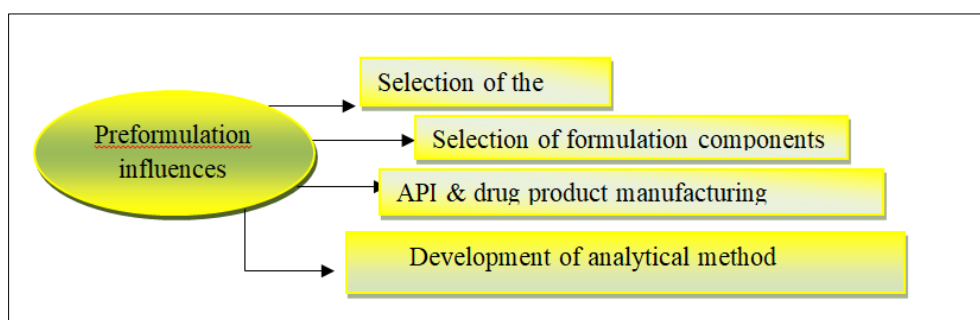 Selection of the
Preformulation
influences
Selection of formulation components
API & drug product manufacturing
Development of analytical method